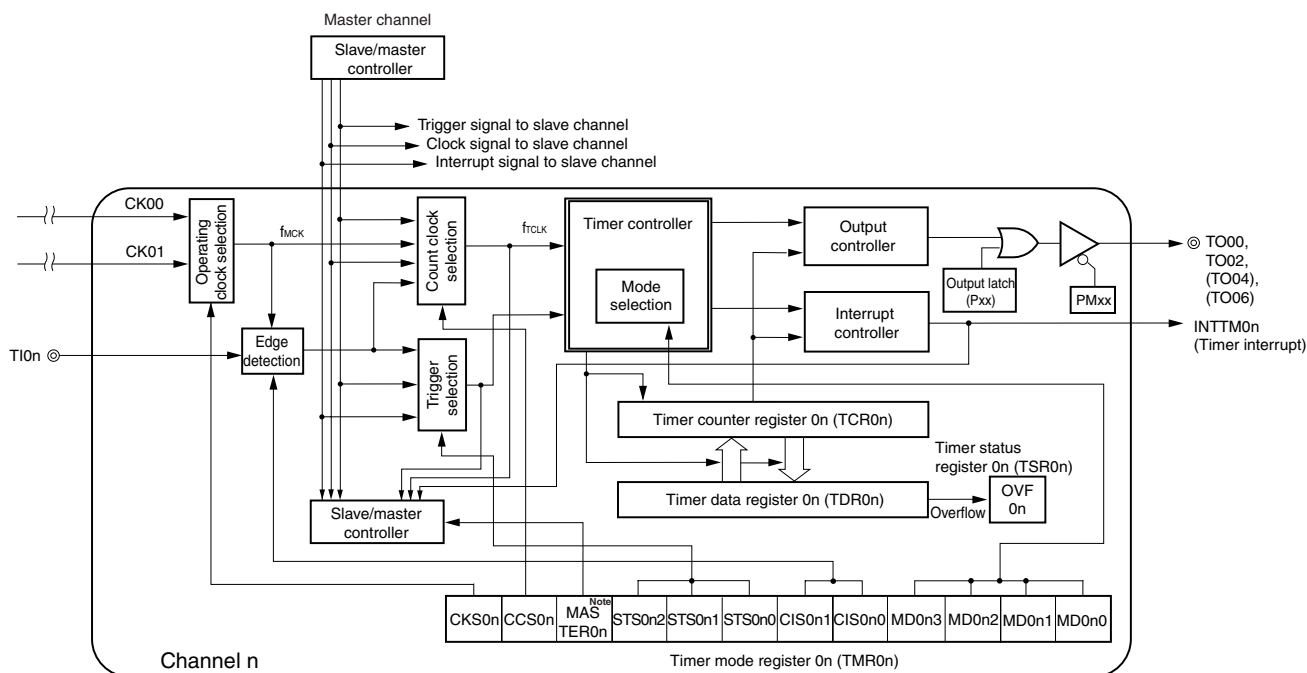 Master channel
Slave/master
controller
Trigger signal to slave channel
Clock signal to slave channel
Interrupt signal to slave channel
CK00
CK01
Operating
clock selection
fMCK
Count clock
selection
fTCLK
Timer controller
Mode
selection
Output
controller
Output latch
(Pxx)
PMxx
TO00,
TO02,
(TO04),
(TO06)
Interrupt
controller
INTTM0n
(Timer interrupt)
TI0n
Edge
detection
Trigger
selection
Timer counter register 0n (TCR0n)
Timer status
register 0n (TSR0n)
Timer data register 0n (TDR0n)
Overflow
OVF
0n
Slave/master
controller
CKS0n
CCS0n
MAS Note
TER0n
STS0n2
STS0n1
STS0n0
CIS0n1
CIS0n0
MD0n3
MD0n2
MD0n1
MD0n0
Channel n
Timer mode register 0n (TMR0n)